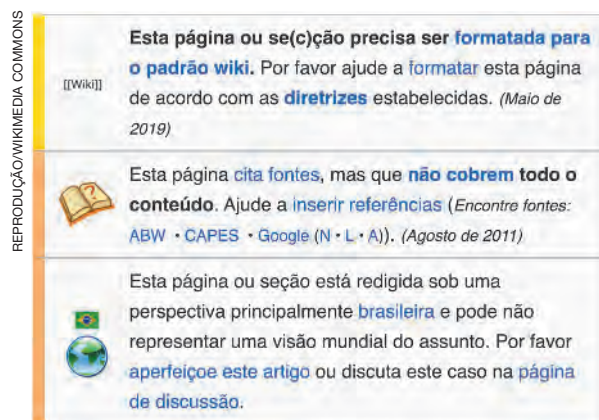 REPRODUÇÃO/WIKIMEDIA COMMONS
[[Wiki]]
Esta página ou se(c)ção precisa ser formatada para
o padrão wiki. Por favor ajude a formatar esta página
de acordo com as diretrizes estabelecidas. (Maio de
2019)
Esta página cita fontes, mas que não cobrem todo o
conteúdo. Ajude a inserir referências (Encontre fontes:
ABW • CAPES • Google (N • L • A)). (Agosto de 2011)
Esta página ou seção está redigida sob uma
perspectiva principalmente brasileira e pode não
representar uma visão mundial do assunto. Por favor
aperfeiçoe este artigo ou discuta este caso na página
de discussão.